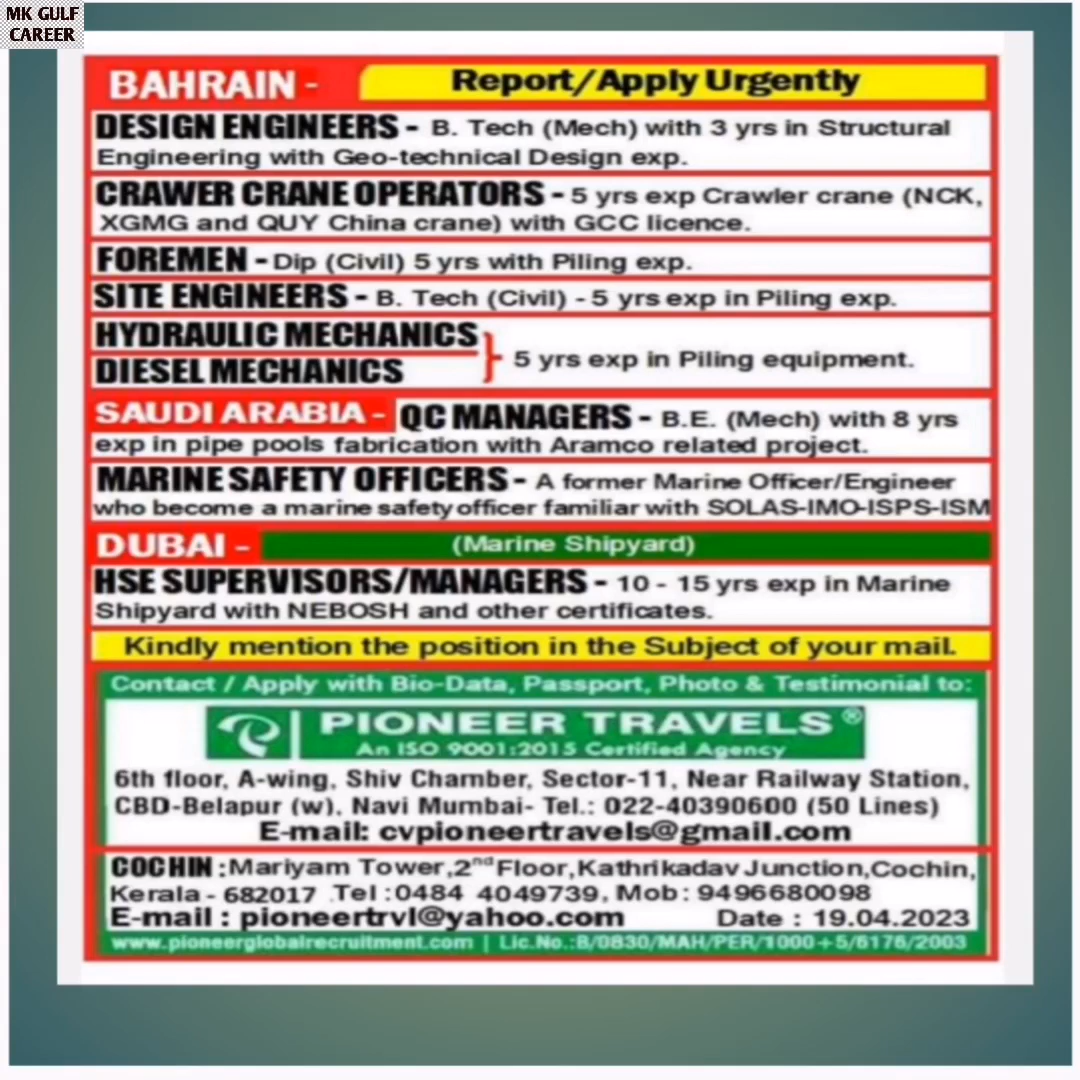 MK GULF
CAREER
BAHRAIN - Report/Apply Urgently
DESIGN ENGINEERS - B. Tech (Mech) with 3 yrs in Structural
Engineering with Geo-technical Design exp.
CRAWER CRANE OPERATORS - 5 yrs exp Crawler crane (NCK,
XGMG and QUY China crane) with GCC licence.
FOREMEN - Dip (Civil) 5 yrs with Piling exp.
SITE ENGINEERS - B. Tech (Civil) - 5 yrs exp in Piling exp.
HYDRAULIC MECHANICS
DIESEL MECHANICS
} 5 yrs exp in Piling equipment.
SAUDI ARABIA - QC MANAGERS - B.E. (Mech) with 8 yrs
exp in pipe pools fabrication with Aramco related project.
MARINE SAFETY OFFICERS - A former Marine Officer/Engineer
who become a marine safety officer familiar with SOLAS-IMO-ISPS-ISM
DUBAI - (Marine Shipyard)
HSE SUPERVISORS/MANAGERS - 10 - 15 yrs exp in Marine
Shipyard with NEBOSH and other certificates.
Kindly mention the position in the Subject of your mail.
Contact / Apply with Bio-Data, Passport, Photo & Testimonial to:
PIONEER TRAVELS ®
An ISO 9001:2015 Certified Agency
6th floor, A-wing, Shiv Chamber, Sector-11, Near Railway Station,
CBD-Belapur (w), Navi Mumbai- Tel.: 022-40390600 (50 Lines)
E-mail: cvpioneertravels@gmail.com
COCHIN : Mariyam Tower,2nd Floor,Kathrikadav Junction,Cochin,
Kerala - 682017 .Tel :0484 4049739, Mob: 9496680098
E-mail : pioneertrvl@yahoo.com Date : 19.04.2023
www.pioneerglobalrecruitment.com | Lic.No.:B/0830/MAH/PER/1000+5/6176/2003